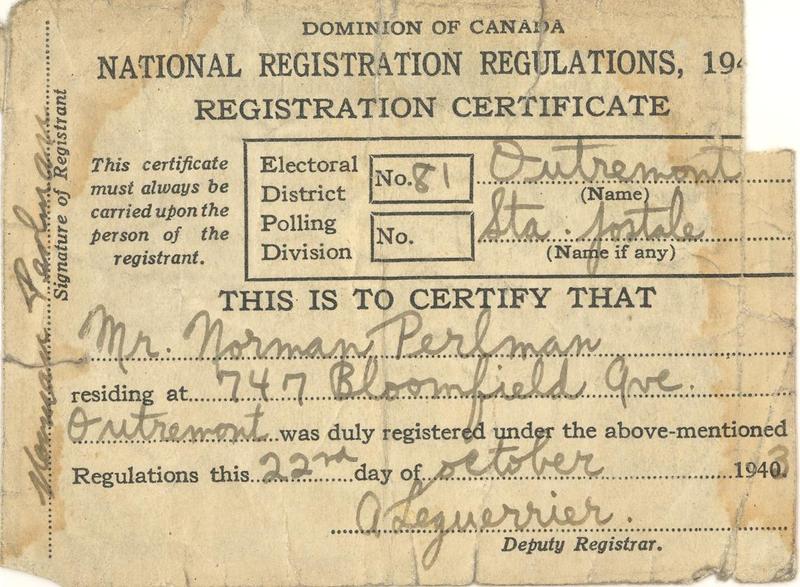 DOMINION OF CANADA
NATIONAL REGISTRATION REGULATIONS, 194
REGISTRATION CERTIFICATE
This certificate
must always be
carried upon the
person of the
registrant.
Electoral
District
No. 81
Outremont
(Name)
Polling
Division
No.
Sta. Postale
(Name if any)
THIS IS TO CERTIFY THAT
Mr. Norman Perlman
residing at 747 Bloomfield Ave.
Outremont was duly registered under the above-mentioned
Regulations this 22nd day of October 1940 3
A Leguerrier.
Deputy Registrar.
Norman Perlman
Signature of Registrant